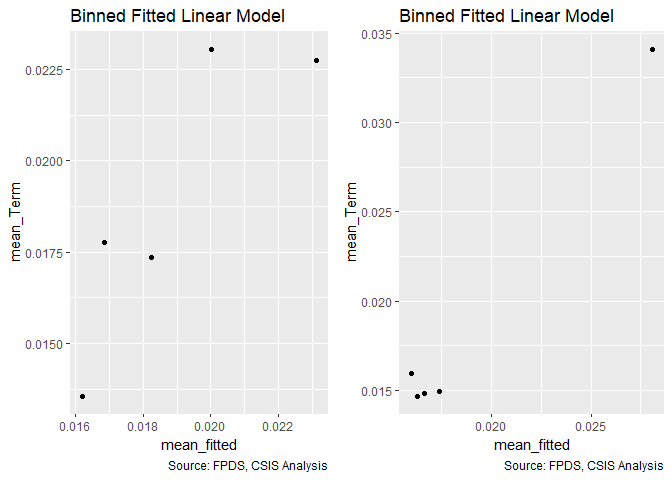 Binned Fitted Linear Model
mean_Term
0.0225
0.0200
0.0175
0.0150
0.016
0.018
0.020
0.022
mean_fitted
Source: FPDS, CSIS Analysis
Binned Fitted Linear Model
mean_Term
0.035
0.030
0.025
0.020
0.015
0.020
0.025
mean_fitted
Source: FPDS, CSIS Analysis